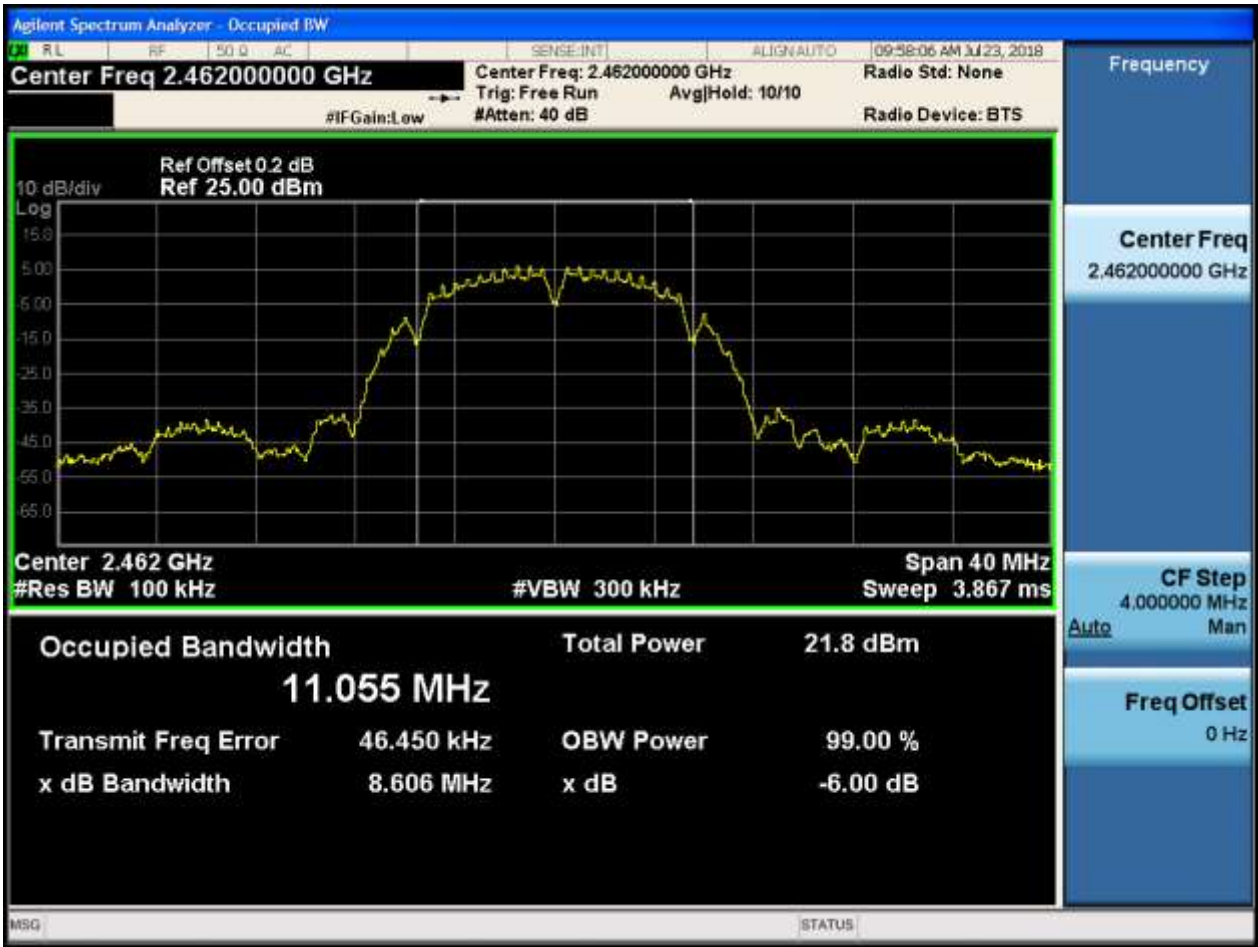 Agilent Spectrum Analyzer - Occupied BW
RL RF 50 Ω AC SENSE:INT ALIGN AUTO 09:58:06 AM Jul 23, 2018
Center Freq 2.462000000 GHz
Center Freq: 2.462000000 GHz
Radio Std: None
Trig: Free Run Avg|Hold: 10/10
#IFGain:Low #Atten: 40 dB
Radio Device: BTS
Ref Offset 0.2 dB
10 dB/div Ref 25.00 dBm
Log
15.0
5.00
-5.00
-15.0
-25.0
-35.0
-45.0
-55.0
-65.0
Center 2.462 GHz
Span 40 MHz
#Res BW 100 kHz
#VBW 300 kHz
Sweep 3.867 ms
Occupied Bandwidth
11.055 MHz
Total Power 21.8 dBm
Transmit Freq Error 46.450 kHz
OBW Power 99.00 %
x dB Bandwidth 8.606 MHz
x dB -6.00 dB
Frequency
Center Freq
2.462000000 GHz
CF Step
4.000000 MHz
Auto Man
Freq Offset
0 Hz
MSG
STATUS